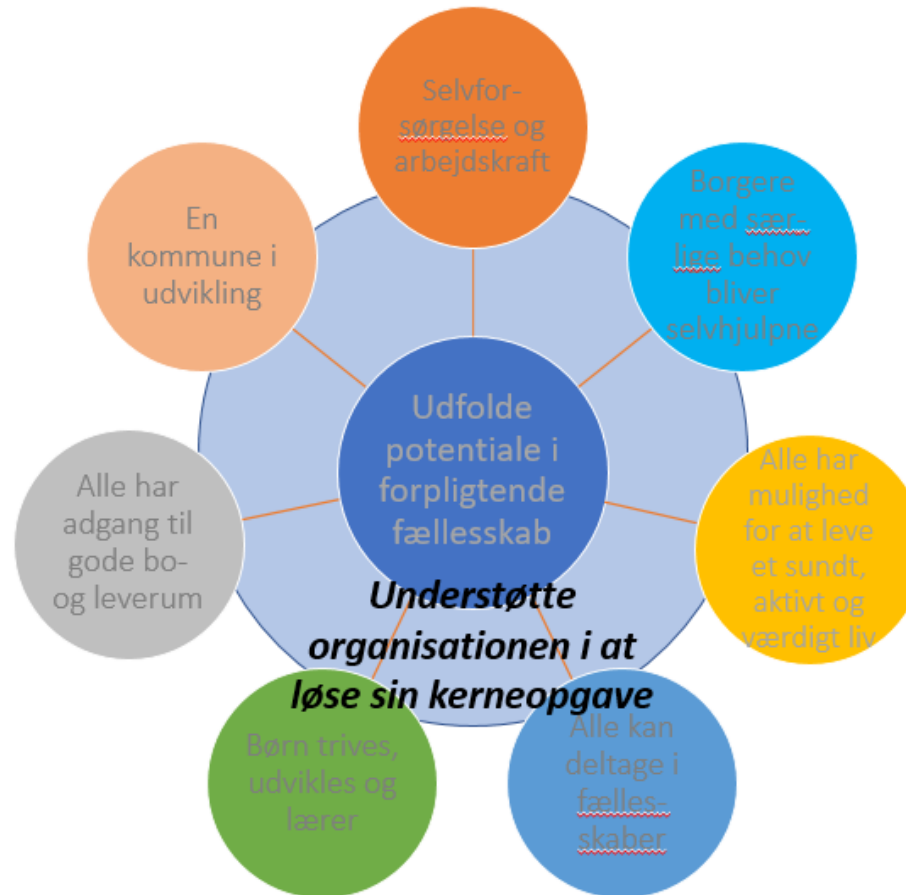 Selvfor-
sørgelse og
arbejdskraft
Borgere
med sær-
lige behov
bliver
selvhjulpne
Alle har
mulighed
for at leve
et sundt,
aktivt og
værdigt liv
Alle kan
deltage i
fælles-
skaber
Børn trives,
udvikles og
lærer
Alle har
adgang til
gode bo-
og leverum
En
kommune i
udvikling
Udfolde
potentiale i
forpligtende
fællesskab
Understøtte
organisationen i at
løse sin kerneopgave